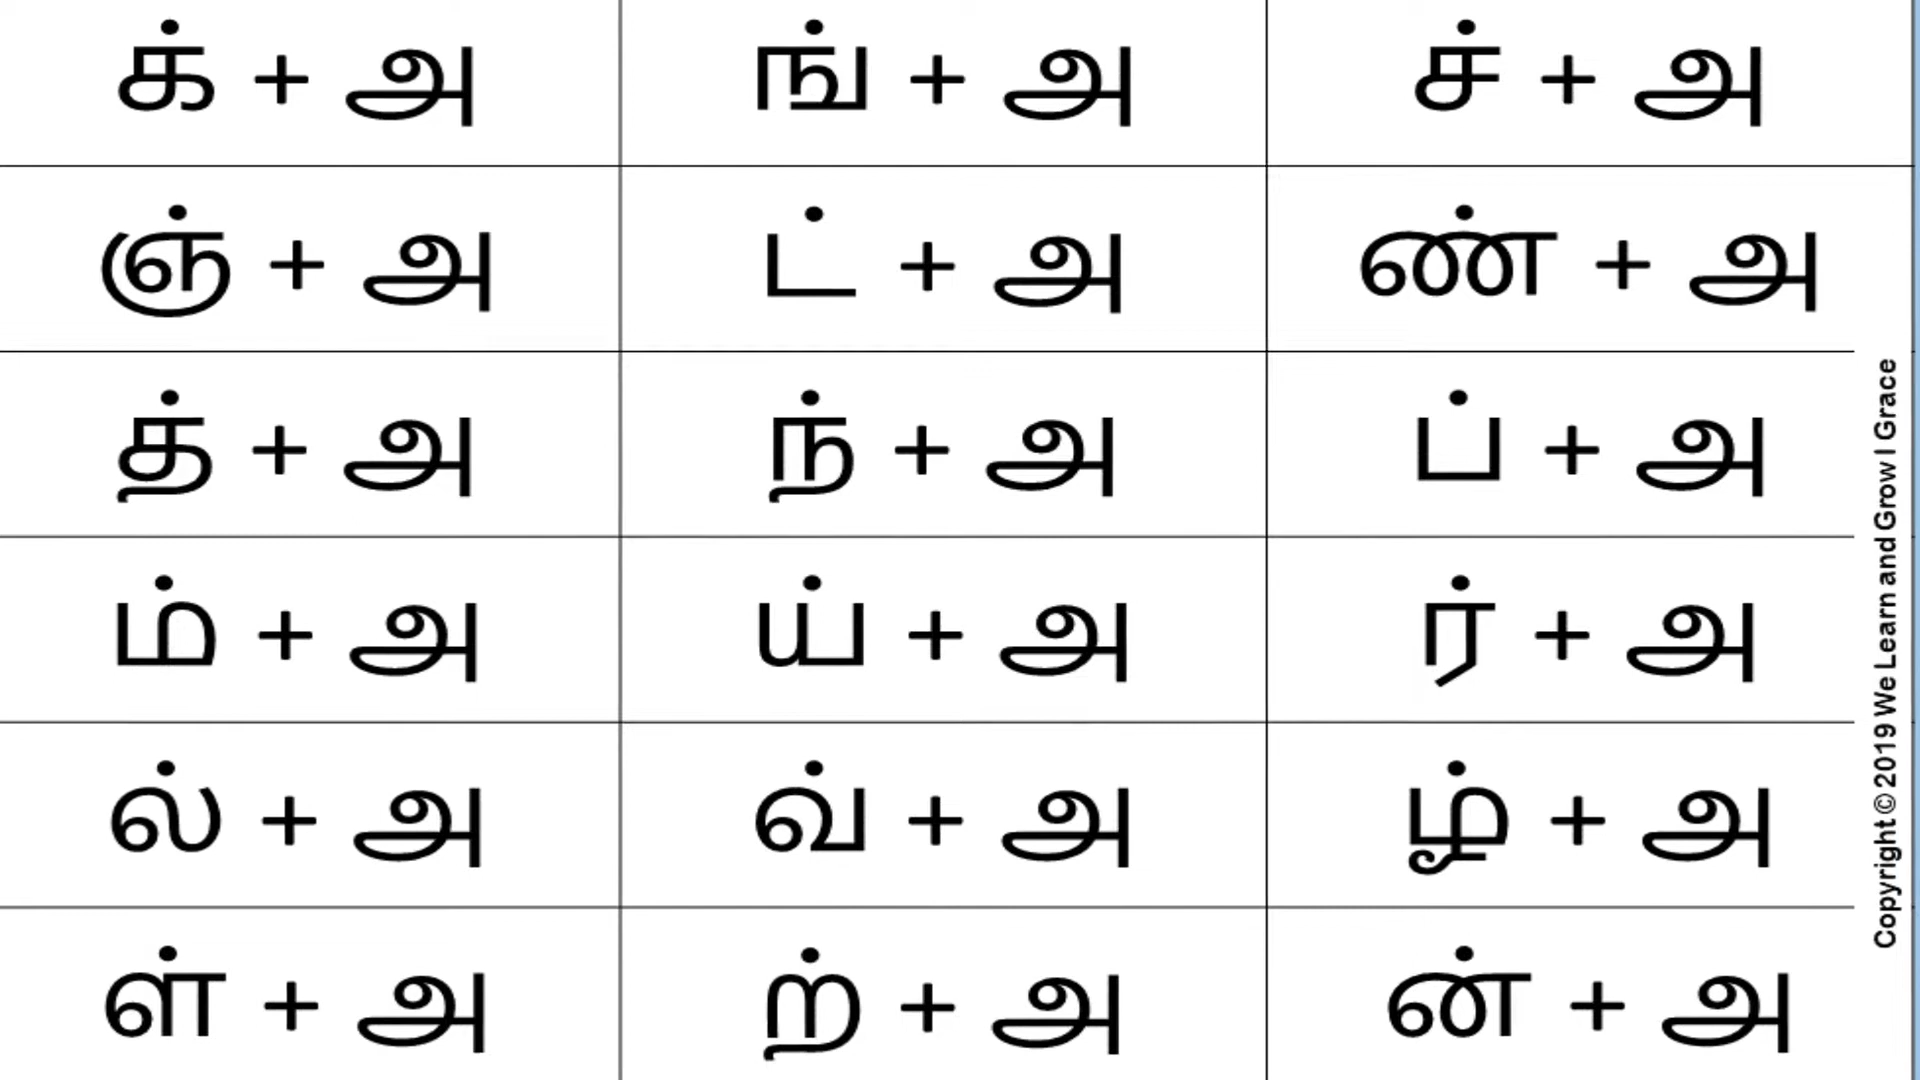 க் + அ ங் + அ ச் + அ
ஞ் + அ ட் + அ ண் + அ
த் + அ ந் + அ ப் + அ
ம் + அ ய் + அ ர் + அ
ல் + அ வ் + அ ழ் + அ
ள் + அ ற் + அ ன் + அ
Copyright © 2019 We Learn and Grow I Grace